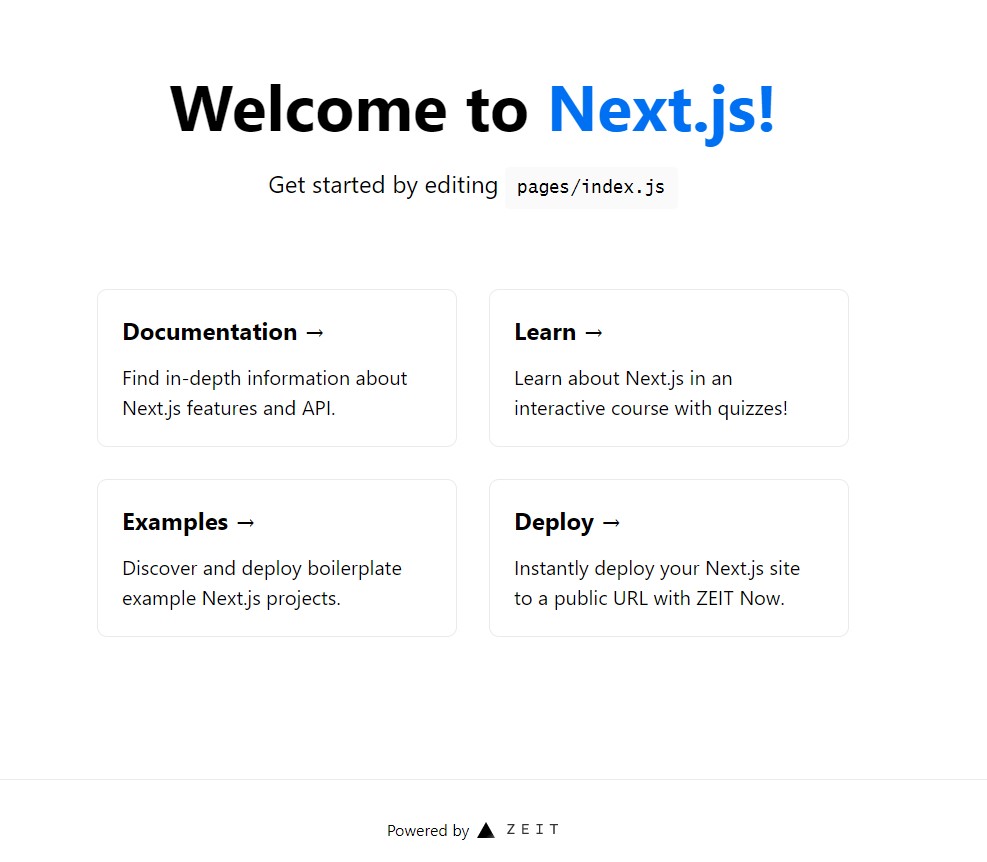 Welcome to Next.js!
Get started by editing pages/index.js
Documentation →
Find in-depth information about
Next.js features and API.
Learn →
Learn about Next.js in an
interactive course with quizzes!
Examples →
Discover and deploy boilerplate
example Next.js projects.
Deploy →
Instantly deploy your Next.js site
to a public URL with ZEIT Now.
Powered by ▲ ZEIT